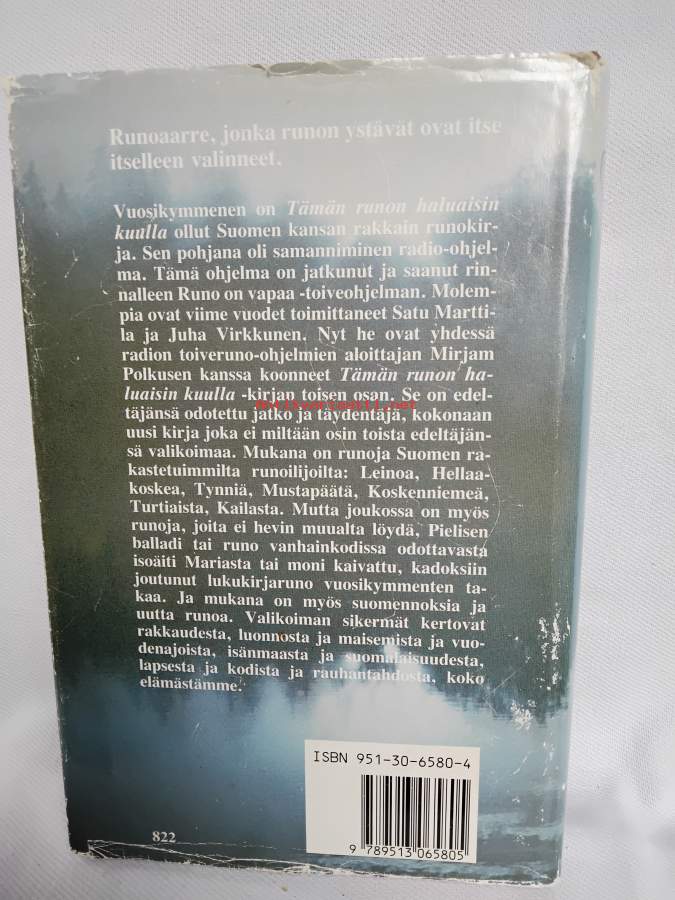 Runoaarre, jonka runon ystävät ovat itse
itselleen valinneet.
Vuosikymmenen on Tämän runon haluaisin
kuulla ollut Suomen kansan rakkain runokir-
ja. Sen pohjana oli samanniminen radio-ohjel-
ma. Tämä ohjelma on jatkunut ja saanut rin-
nalleen Runo on vapaa -toiveohjelman. Molem-
pia ovat viime vuodet toimittaneet Satu Martti-
la ja Juha Virkkunen. Nyt he ovat yhdessä
radion toiveruno-ohjelmien aloittajan Mirjam
Polkusen kanssa koonneet Tämän runon ha-
luaisin kuulla -kirjan toisen osan. Se on edel-
Antikvariaatti.net
täjänsä odotettu jatko ja täydentäjä, kokonaan
uusi kirja joka ei miltään osin toista edeltäjän-
sä valikoimaa. Mukana on runoja Suomen ra-
kastetuimmilta runoilijoilta: Leinoa, Hellaa-
koskea, Tynniä, Mustapäätä, Koskenniemeä,
Turtiaista, Kailasta. Mutta joukossa on myös
runoja, joita ei hevin muualta löydä, Pielisen
balladi tai runo vanhainkodissa odottavasta
isoäiti Mariasta tai moni kaivattu, kadoksiin
joutunut lukukirjaruno vuosikymmenten ta-
kaa. Ja mukana on myös suomennoksia ja
uutta runoa. Valikoiman sikermät kertovat
rakkaudesta, luonnosta ja maisemista ja vuo-
denajoista, isänmaasta ja suomalaisuudesta,
lapsesta ja kodista ja rauhantahdosta, koko
elämästämme.
ISBN 951-30-6580-4
9 789513 065805
822